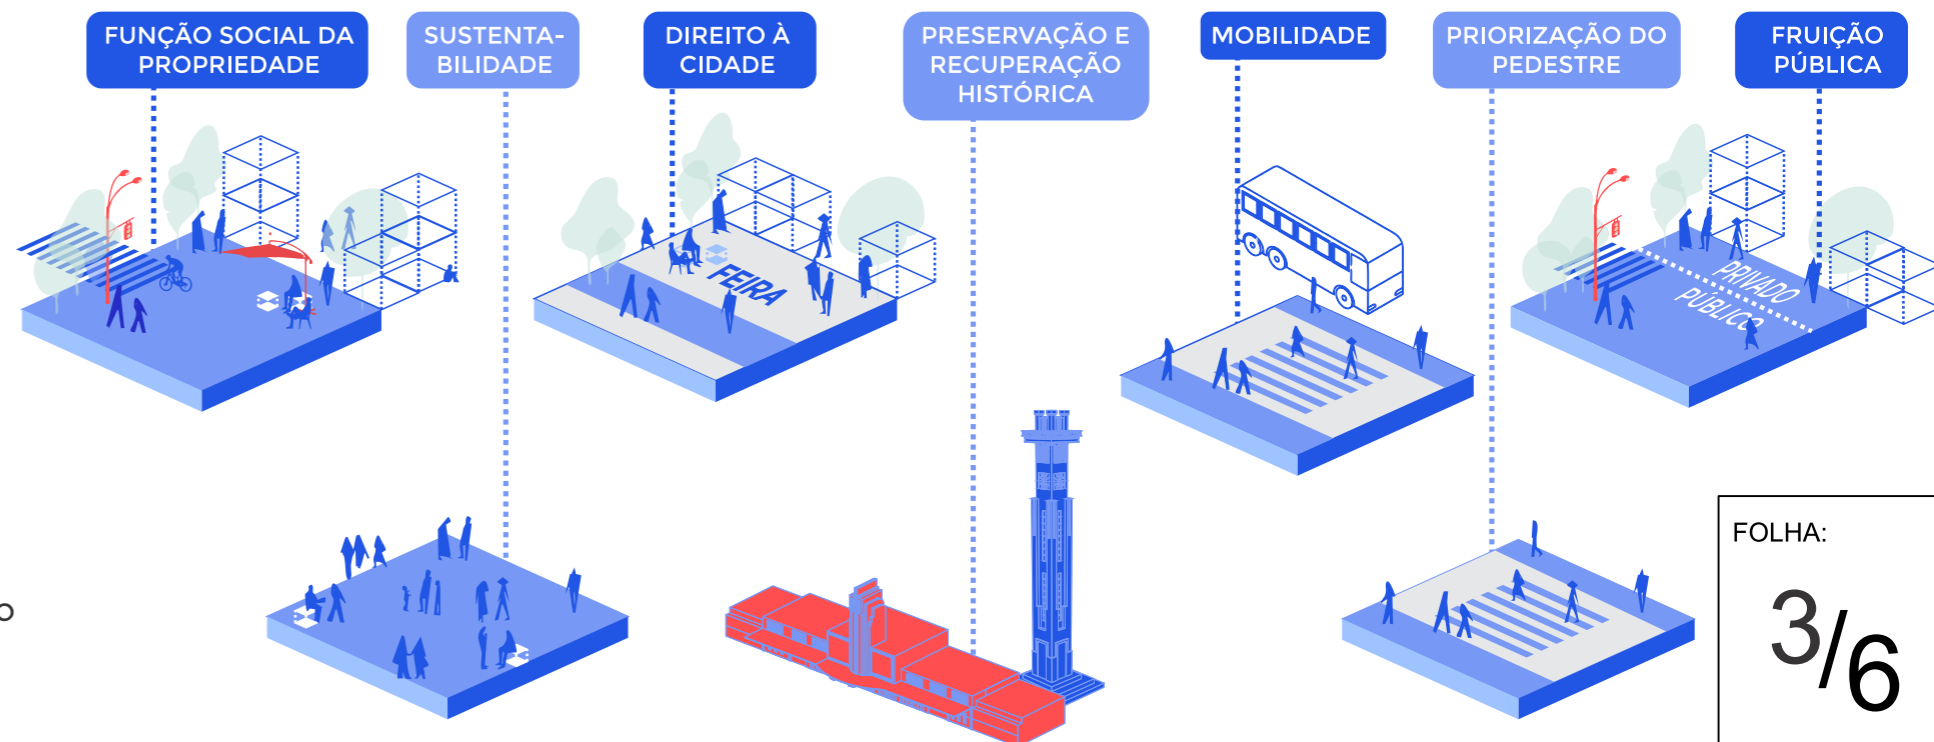 FUNÇÃO SOCIAL DA
PROPRIEDADE
SUSTENTA-
BILIDADE
DIREITO À
CIDADE
PRESERVAÇÃO E
RECUPERAÇÃO
HISTÓRICA
MOBILIDADE
PRIORIZAÇÃO DO
PEDESTRE
FRUIÇÃO
PÚBLICA
FEIRA
PRIVADO
PÚBLICO
FOLHA:
3/6
o